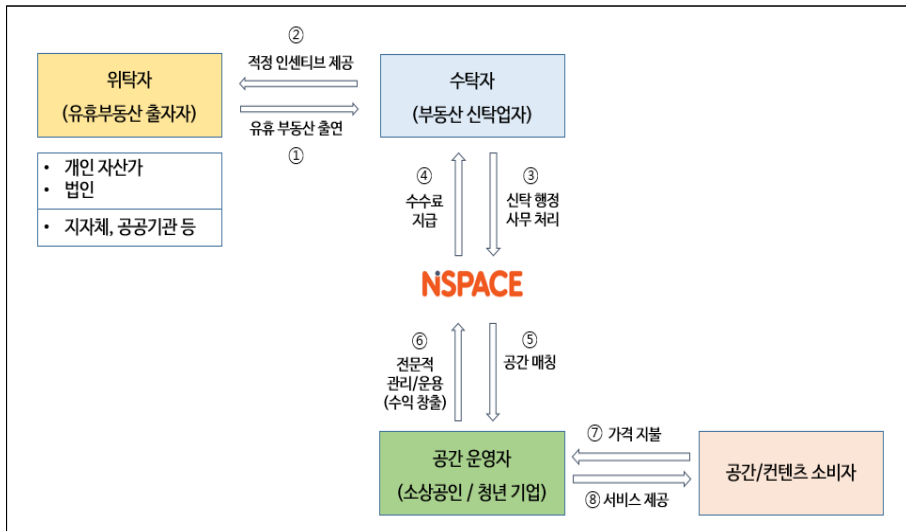 ②
적정 인센티브 제공
위탁자
(유휴부동산 출자자)
수탁자
(부동산 신탁업자)
유휴 부동산 출연
①
• 개인 자산가
• 법인
• 지자체, 공공기관 등
④
수수료
지급
③
신탁 행정
사무 처리
NSPACE
⑥
전문적
관리/운용
(수익 창출)
⑤
공간 매칭
공간 운영자
(소상공인 / 청년 기업)
⑦ 가격 지불
⑧ 서비스 제공
공간/컨텐츠 소비자